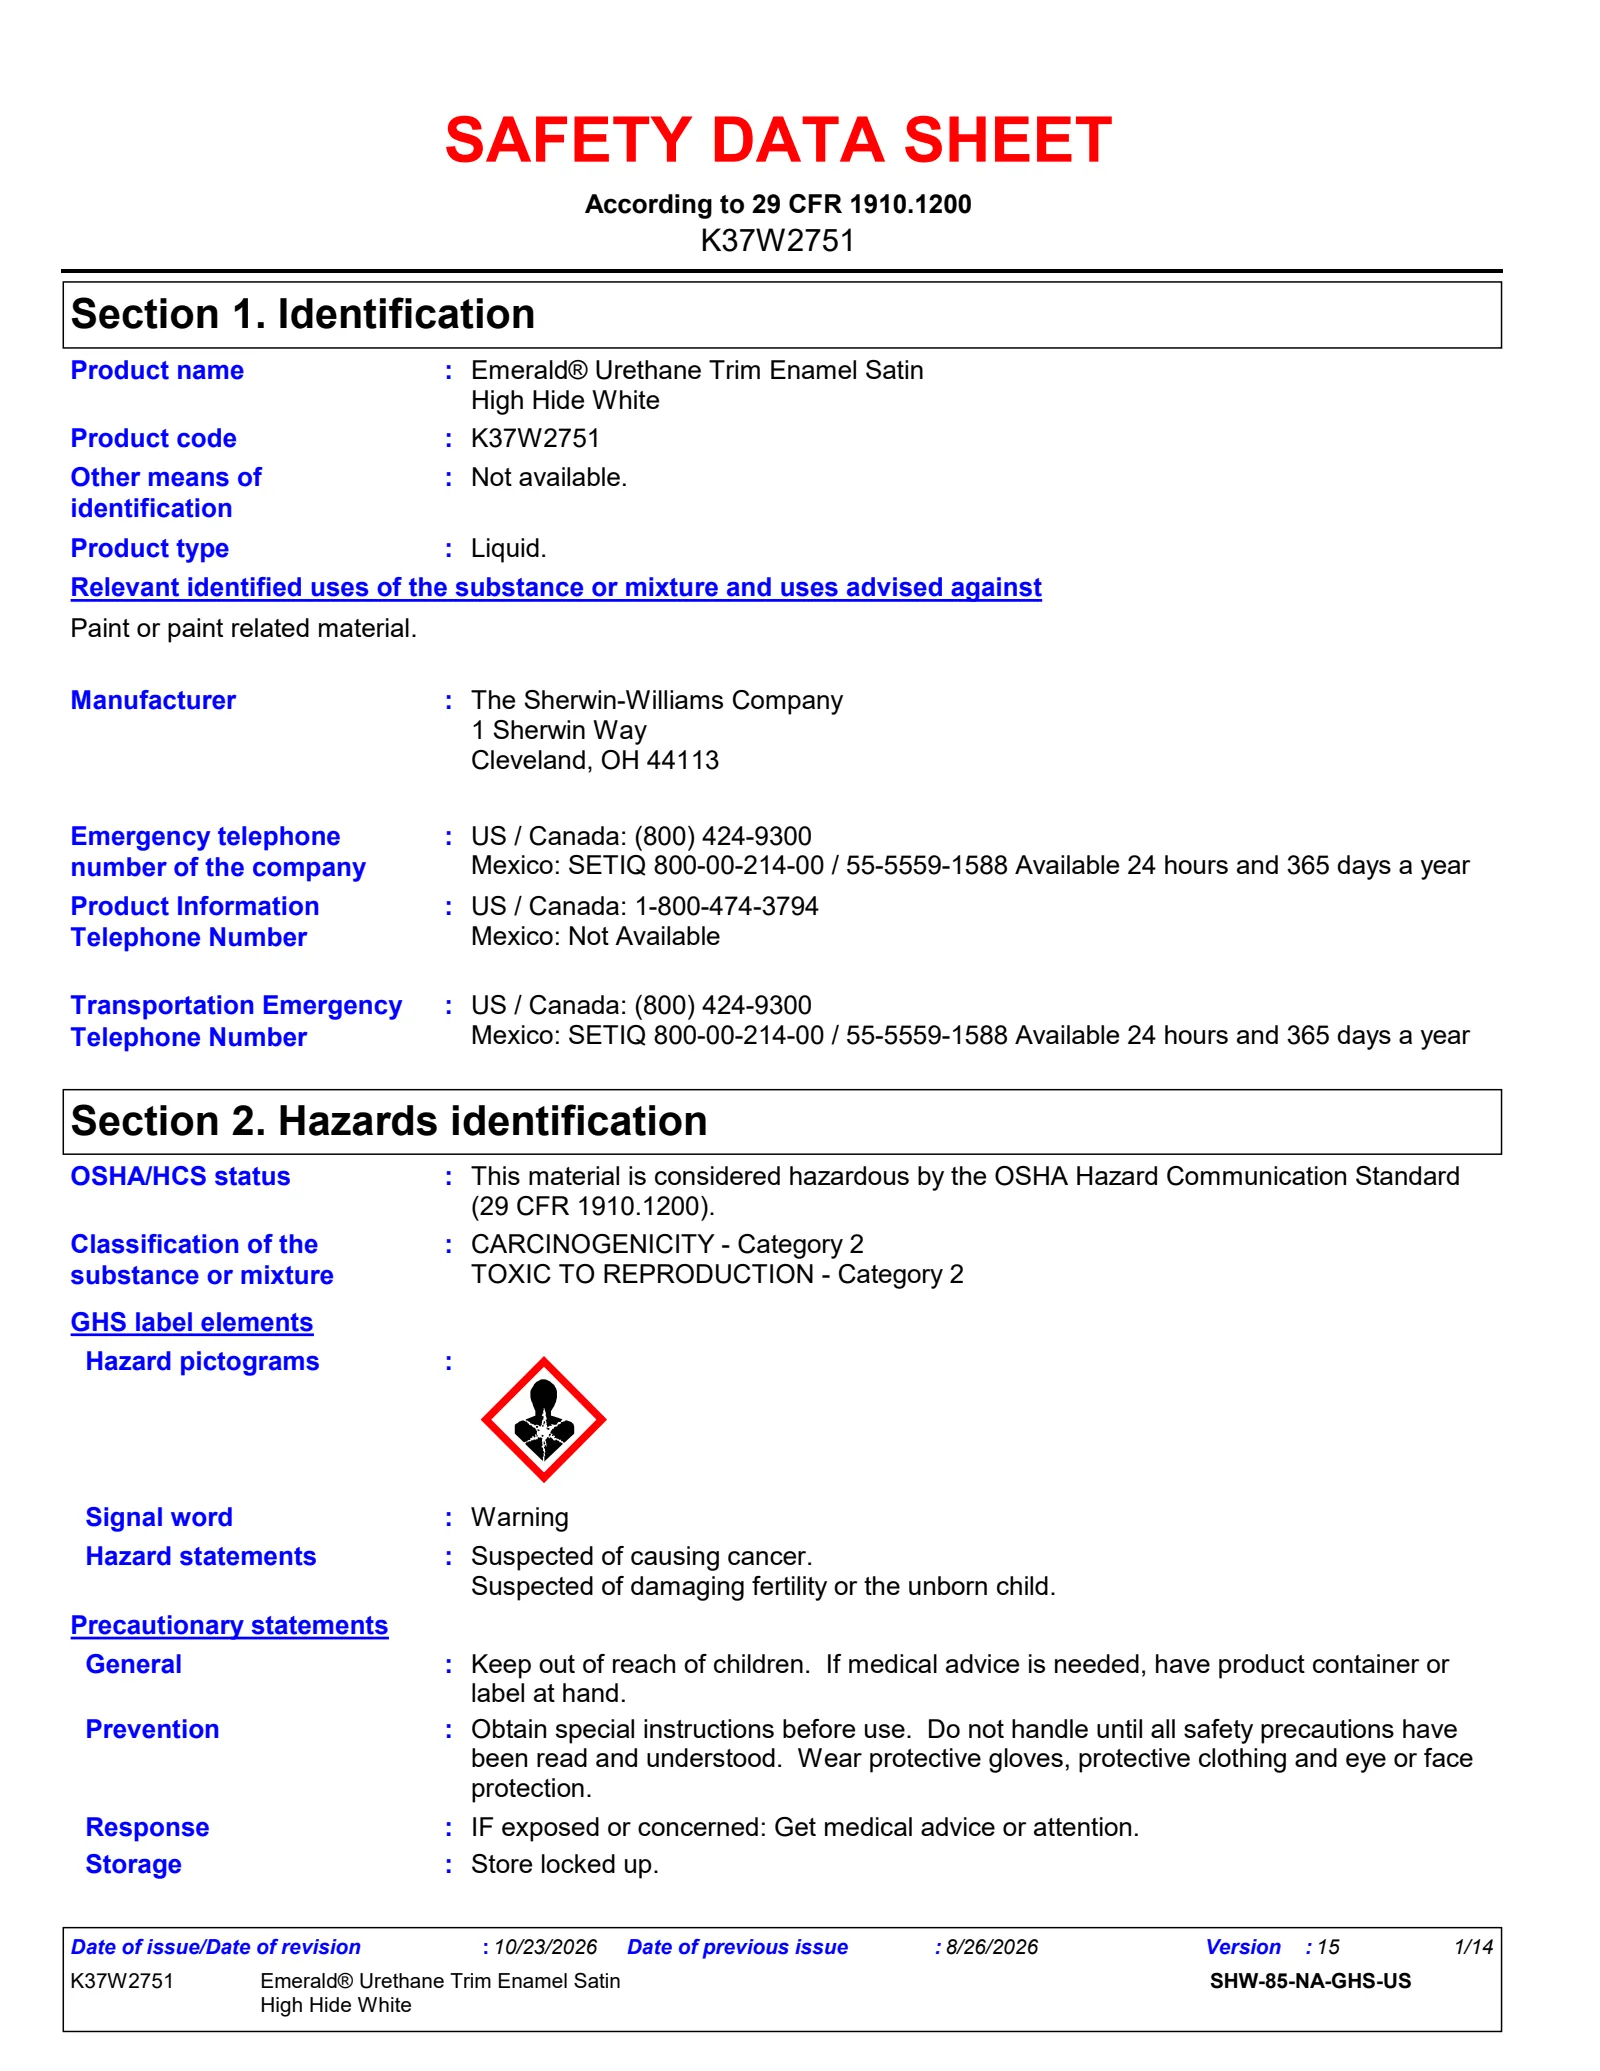 SAFETY DATA SHEET
According to 29 CFR 1910.1200
K37W2751
Section 1. Identification
Product name : Emerald® Urethane Trim Enamel Satin
High Hide White
Product code : K37W2751
Other means of : Not available.
identification
Product type : Liquid.
Relevant identified uses of the substance or mixture and uses advised against
Paint or paint related material.
Manufacturer : The Sherwin-Williams Company
1 Sherwin Way
Cleveland, OH 44113
Emergency telephone : US / Canada: (800) 424-9300
number of the company Mexico: SETIQ 800-00-214-00 / 55-5559-1588 Available 24 hours and 365 days a year
Product Information : US / Canada: 1-800-474-3794
Telephone Number Mexico: Not Available
Transportation Emergency : US / Canada: (800) 424-9300
Telephone Number Mexico: SETIQ 800-00-214-00 / 55-5559-1588 Available 24 hours and 365 days a year
Section 2. Hazards identification
OSHA/HCS status : This material is considered hazardous by the OSHA Hazard Communication Standard
(29 CFR 1910.1200).
Classification of the : CARCINOGENICITY - Category 2
substance or mixture TOXIC TO REPRODUCTION - Category 2
GHS label elements
Hazard pictograms :
Signal word : Warning
Hazard statements : Suspected of causing cancer.
Suspected of damaging fertility or the unborn child.
Precautionary statements
General : Keep out of reach of children. If medical advice is needed, have product container or
label at hand.
Prevention : Obtain special instructions before use. Do not handle until all safety precautions have
been read and understood. Wear protective gloves, protective clothing and eye or face
protection.
Response : IF exposed or concerned: Get medical advice or attention.
Storage : Store locked up.
Date of issue/Date of revision : 10/23/2026 Date of previous issue : 8/26/2026 Version : 15 1/14
K37W2751 Emerald® Urethane Trim Enamel Satin SHW-85-NA-GHS-US
High Hide White